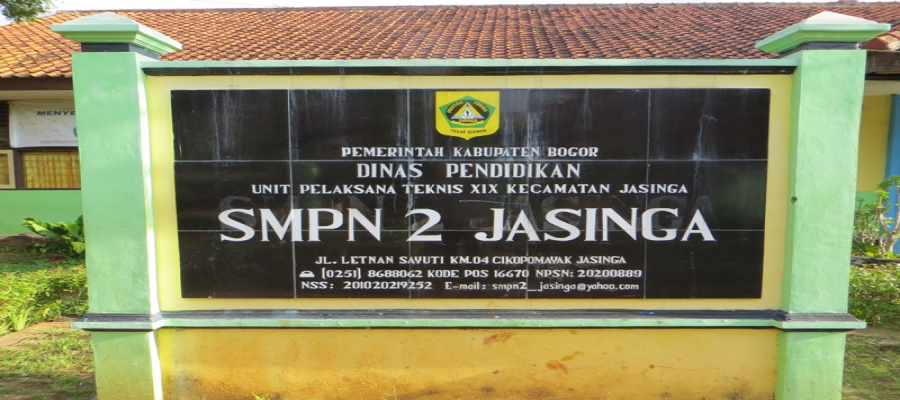 MENYE
PEMERINTAH KABUPATEN BOGOR
DINAS PENDIDIKAN
UNIT PELAKSANA TEKNIS XIX KECAMATAN JASINGA
SMPN 2 JASINGA
JL. LETNAN SAYUTI KM.04 CIKOPOMAYAK JASINGA
(0251) 8688062 KODE POS 16670 NPSN: 20200889
NSS: 201020219252 E-mail: smpn2_jasinga@yahoo.com